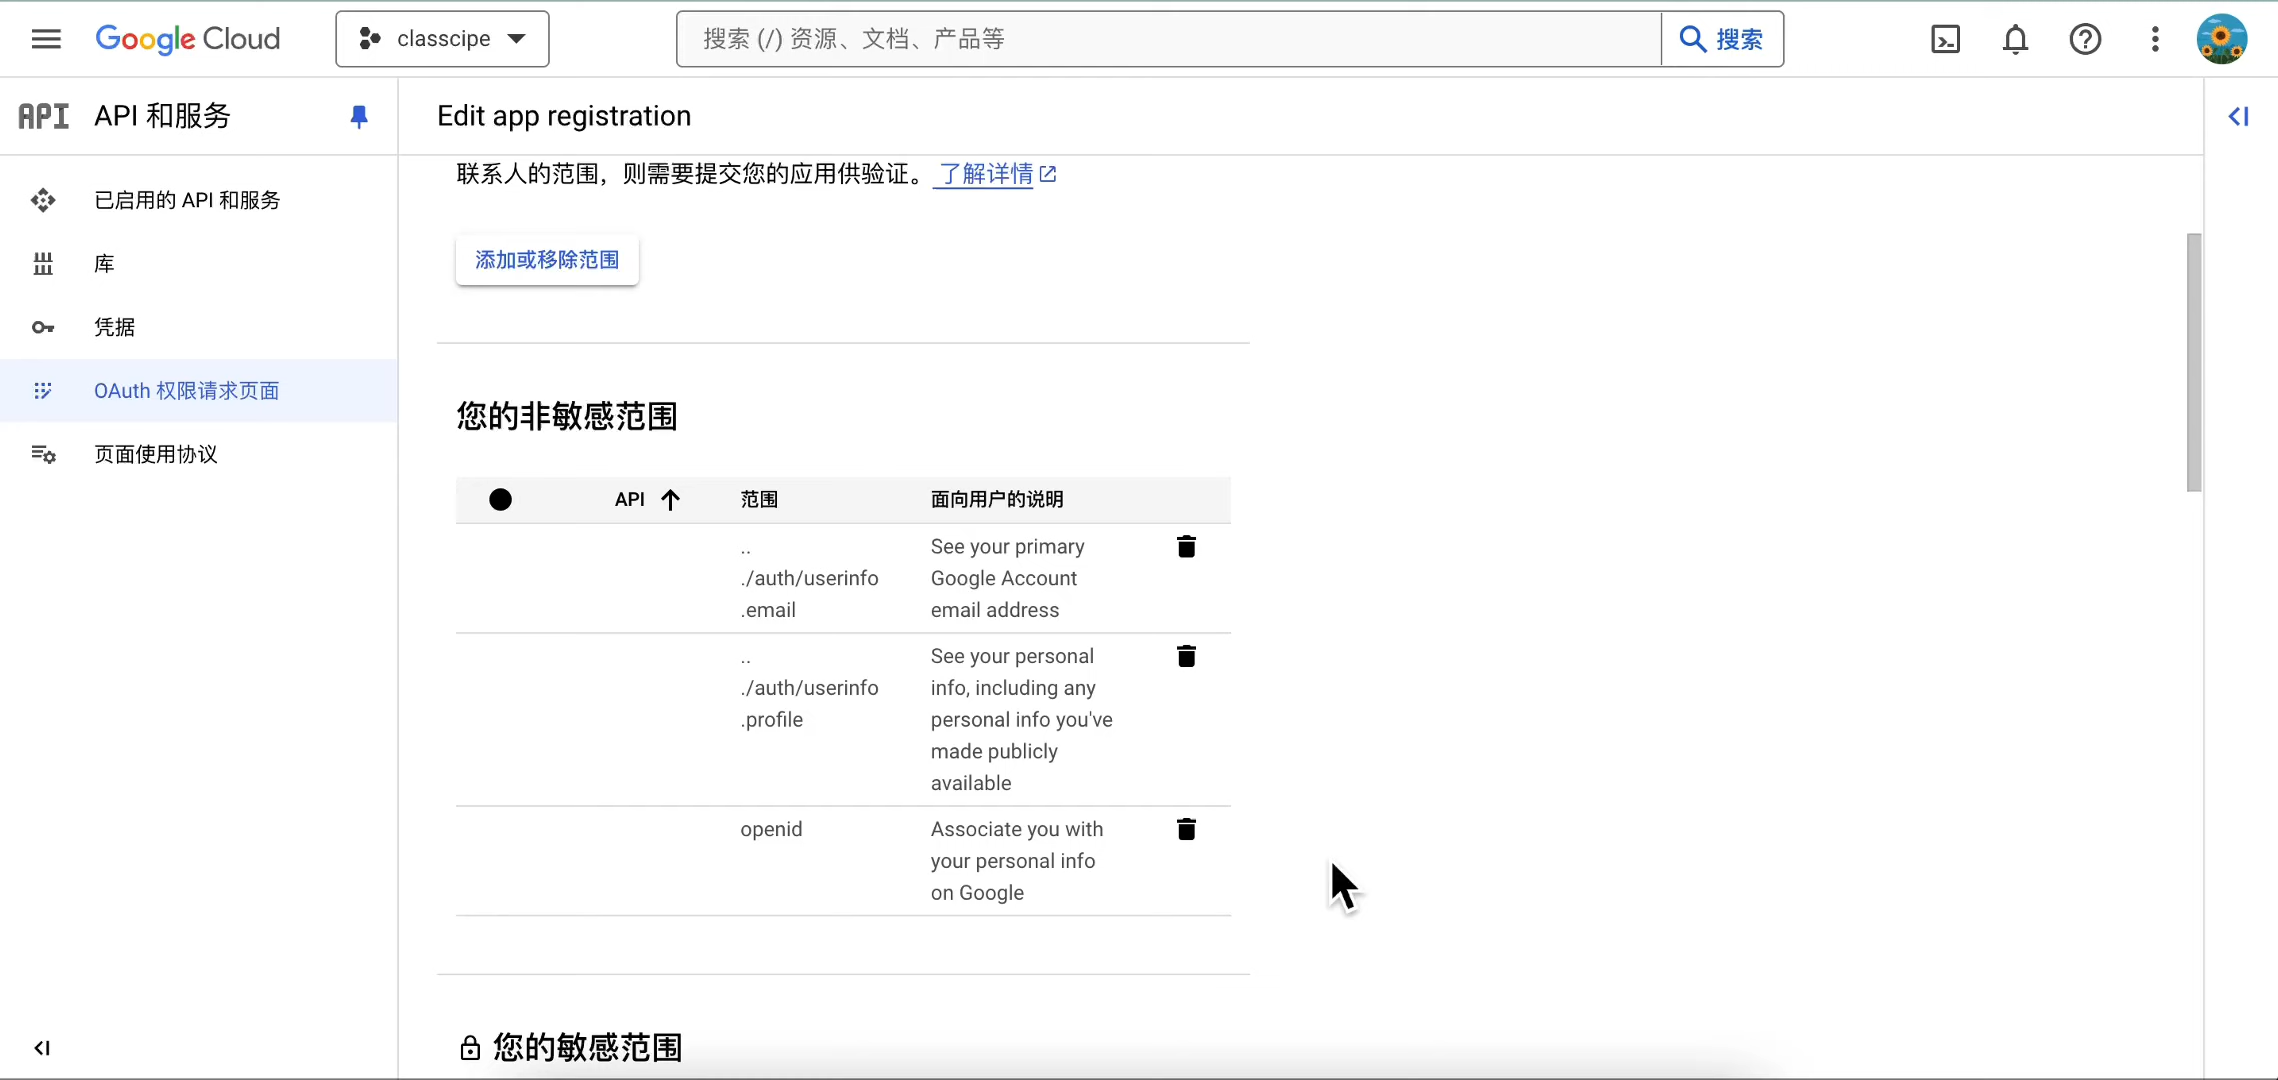 Google Cloud
classcipe
搜索 (/) 资源、文档、产品等
搜索
API
API 和服务
Edit app registration
已启用的 API 和服务
库
凭据
OAuth 权限请求页面
页面使用协议
联系人的范围，则需要提交您的应用供验证。 了解详情
添加或移除范围
您的非敏感范围
API 范围 面向用户的说明
..
./auth/userinfo
.email
See your primary
Google Account
email address
..
./auth/userinfo
.profile
See your personal
info, including any
personal info you've
made publicly
available
openid
Associate you with
your personal info
on Google
您的敏感范围